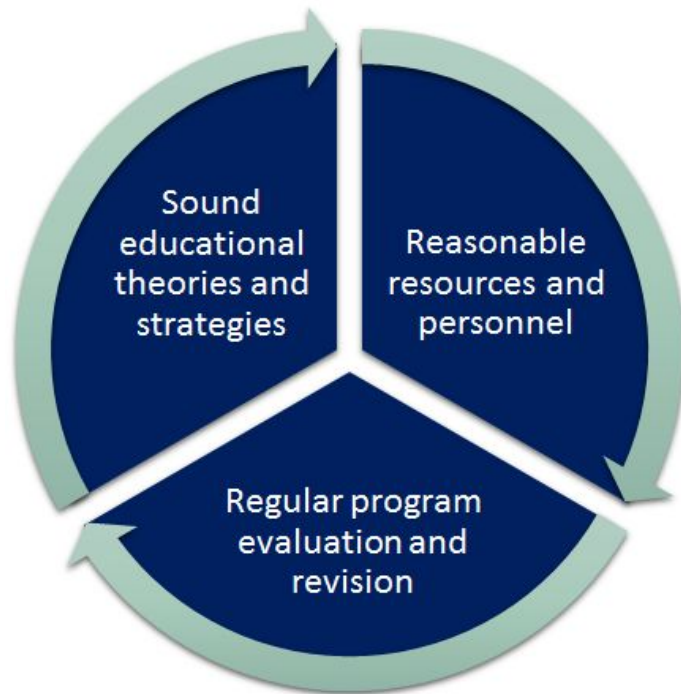 Sound
educational
theories and
strategies
Reasonable
resources and
personnel
Regular program
evaluation and
revision